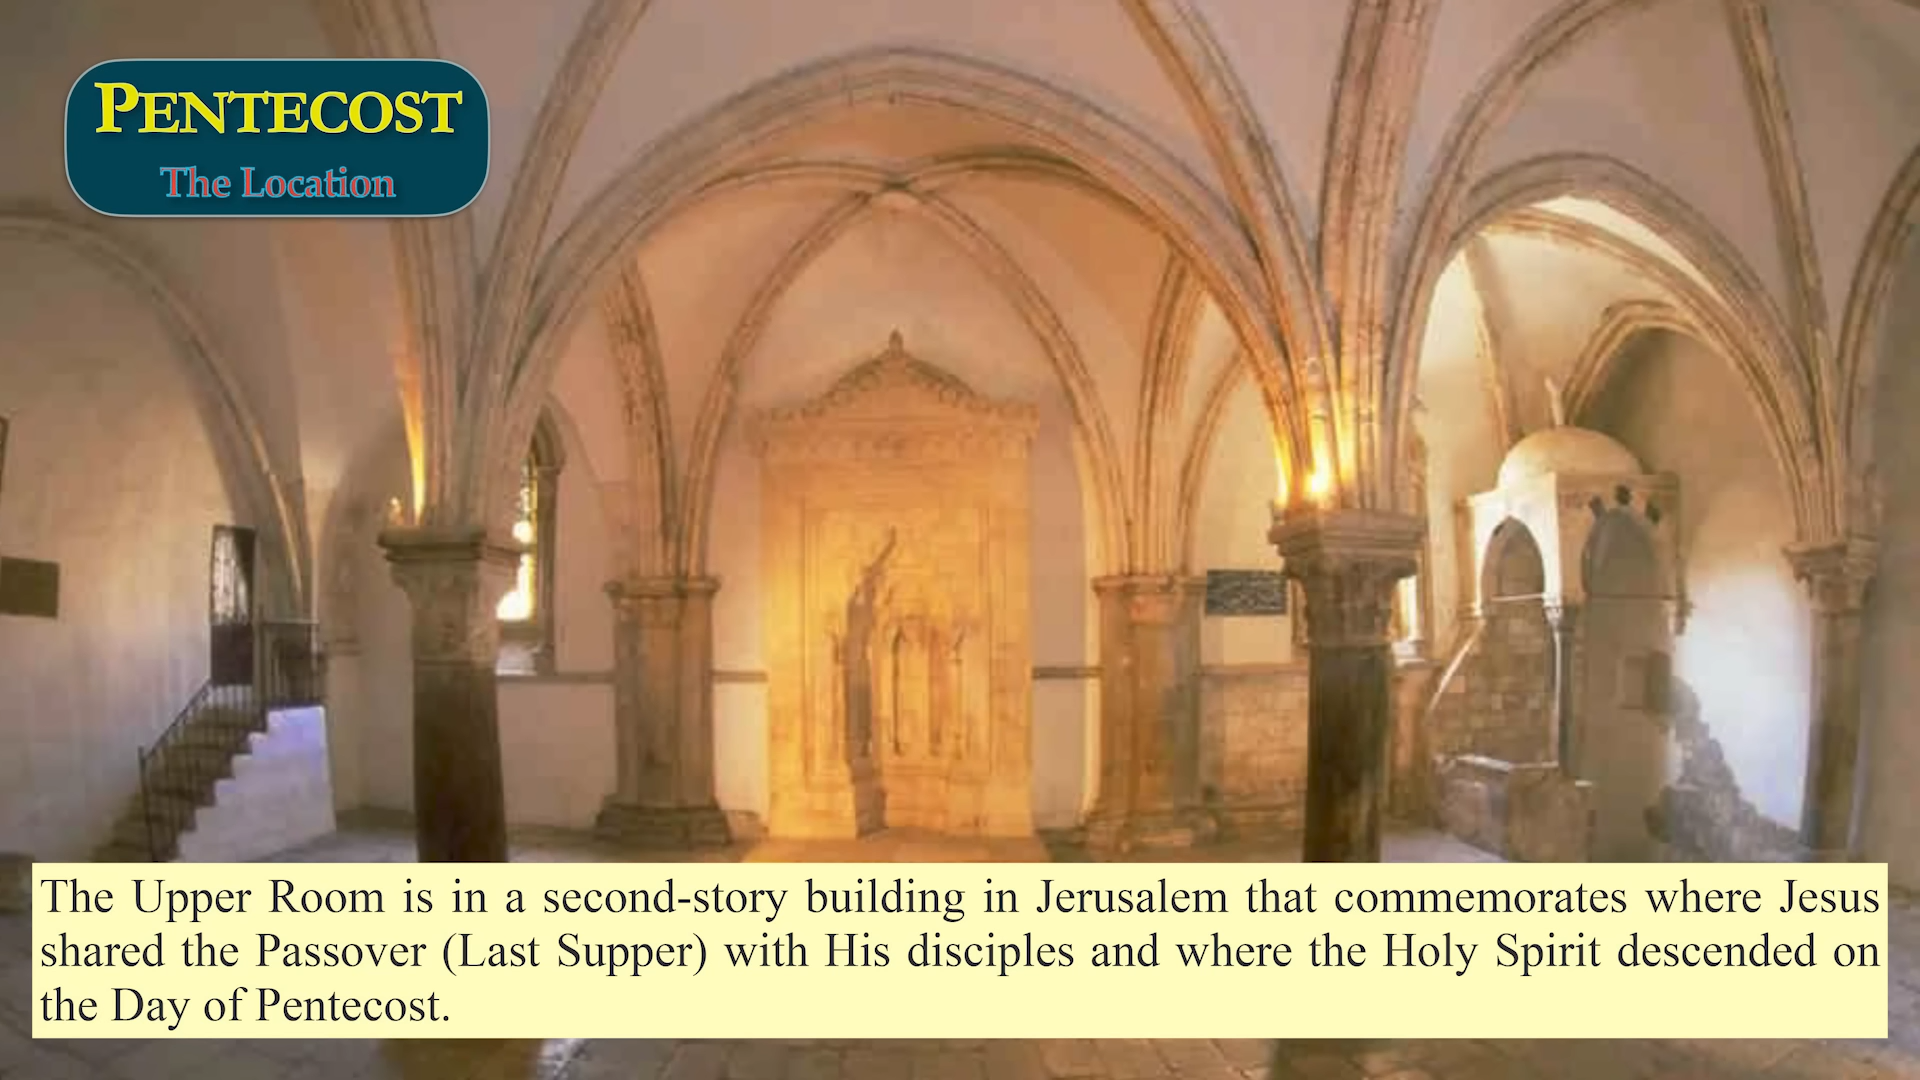 PENTECOST
The Location
The Upper Room is in a second-story building in Jerusalem that commemorates where Jesus
shared the Passover (Last Supper) with His disciples and where the Holy Spirit descended on
the Day of Pentecost.